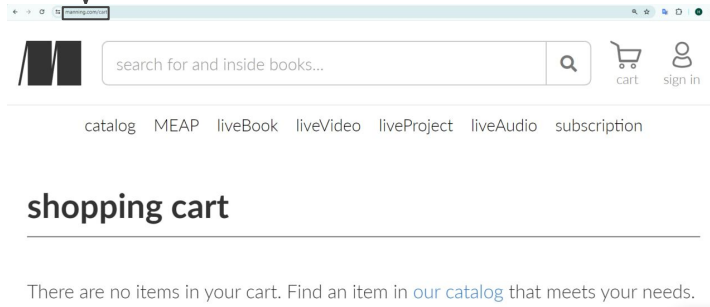 manning.com/cart
search for and inside books...
cart
sign in
catalog MEAP liveBook liveVideo liveProject liveAudio subscription
shopping cart
There are no items in your cart. Find an item in our catalog that meets your needs.